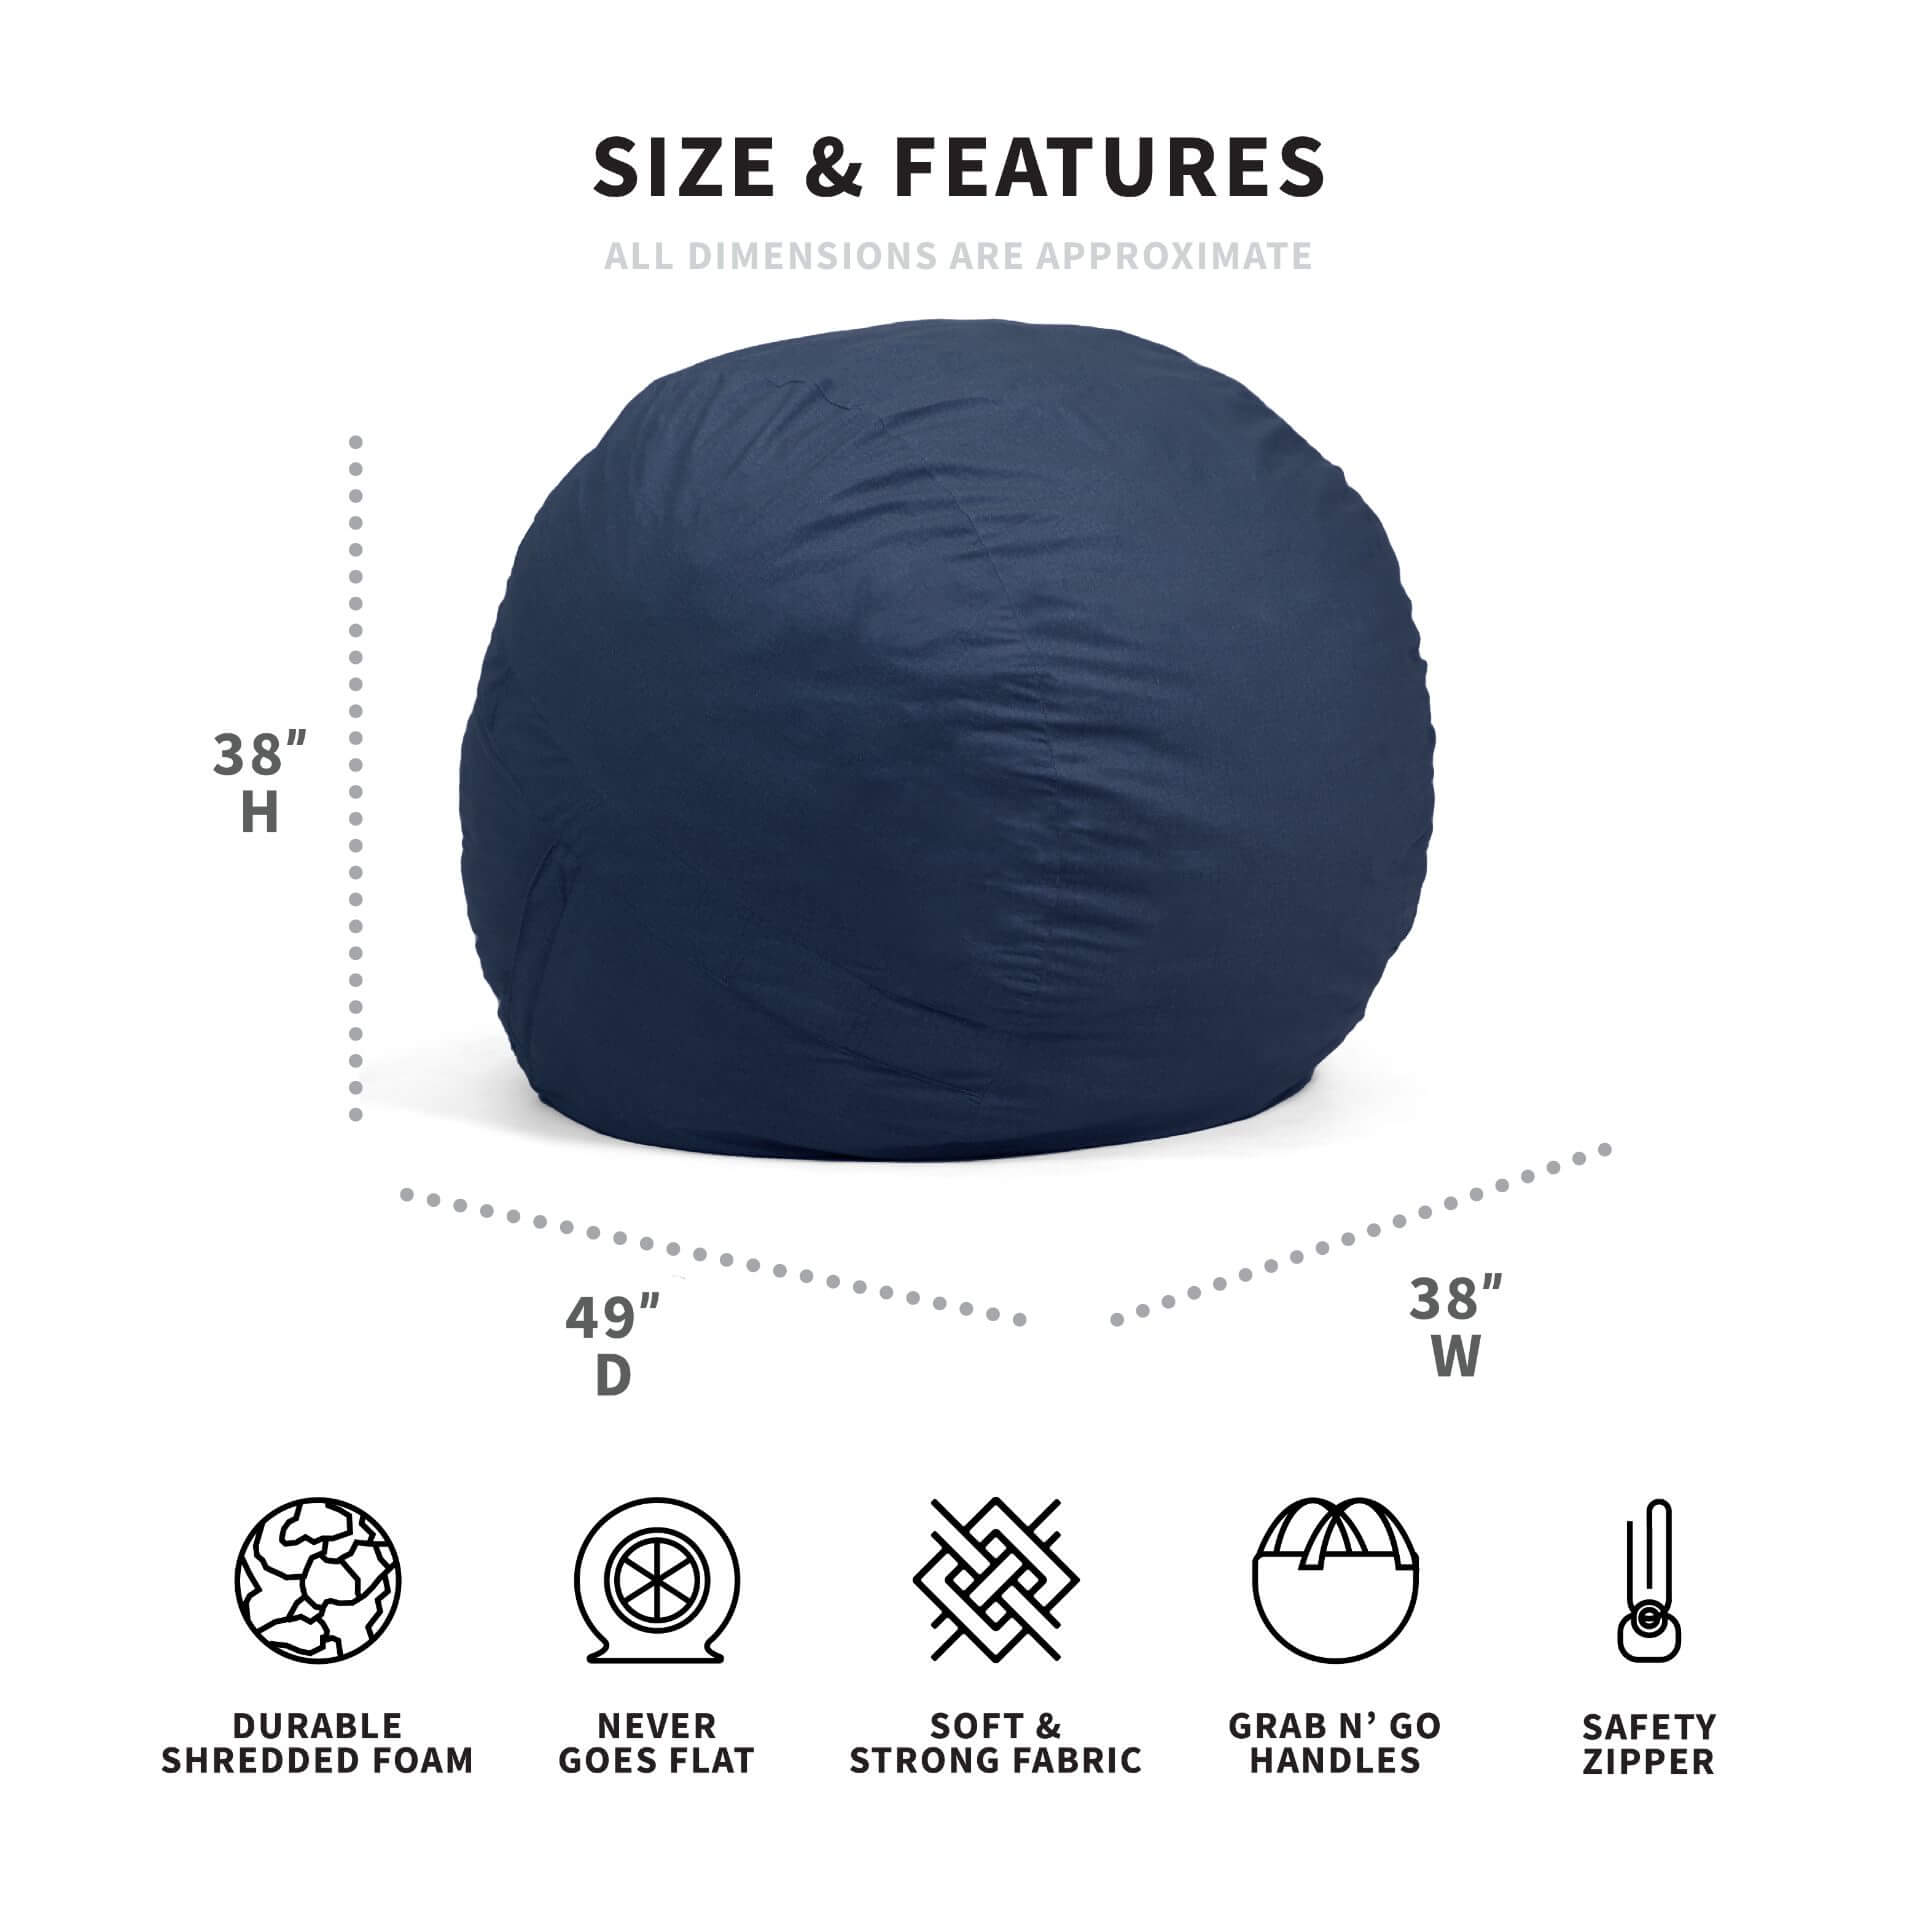 SIZE & FEATURES
ALL DIMENSIONS ARE APPROXIMATE
38”
H
49”
D
38”
W
DURABLE
SHREDDED FOAM
NEVER
GOES FLAT
SOFT &
STRONG FABRIC
GRAB N’ GO
HANDLES
SAFETY
ZIPPER